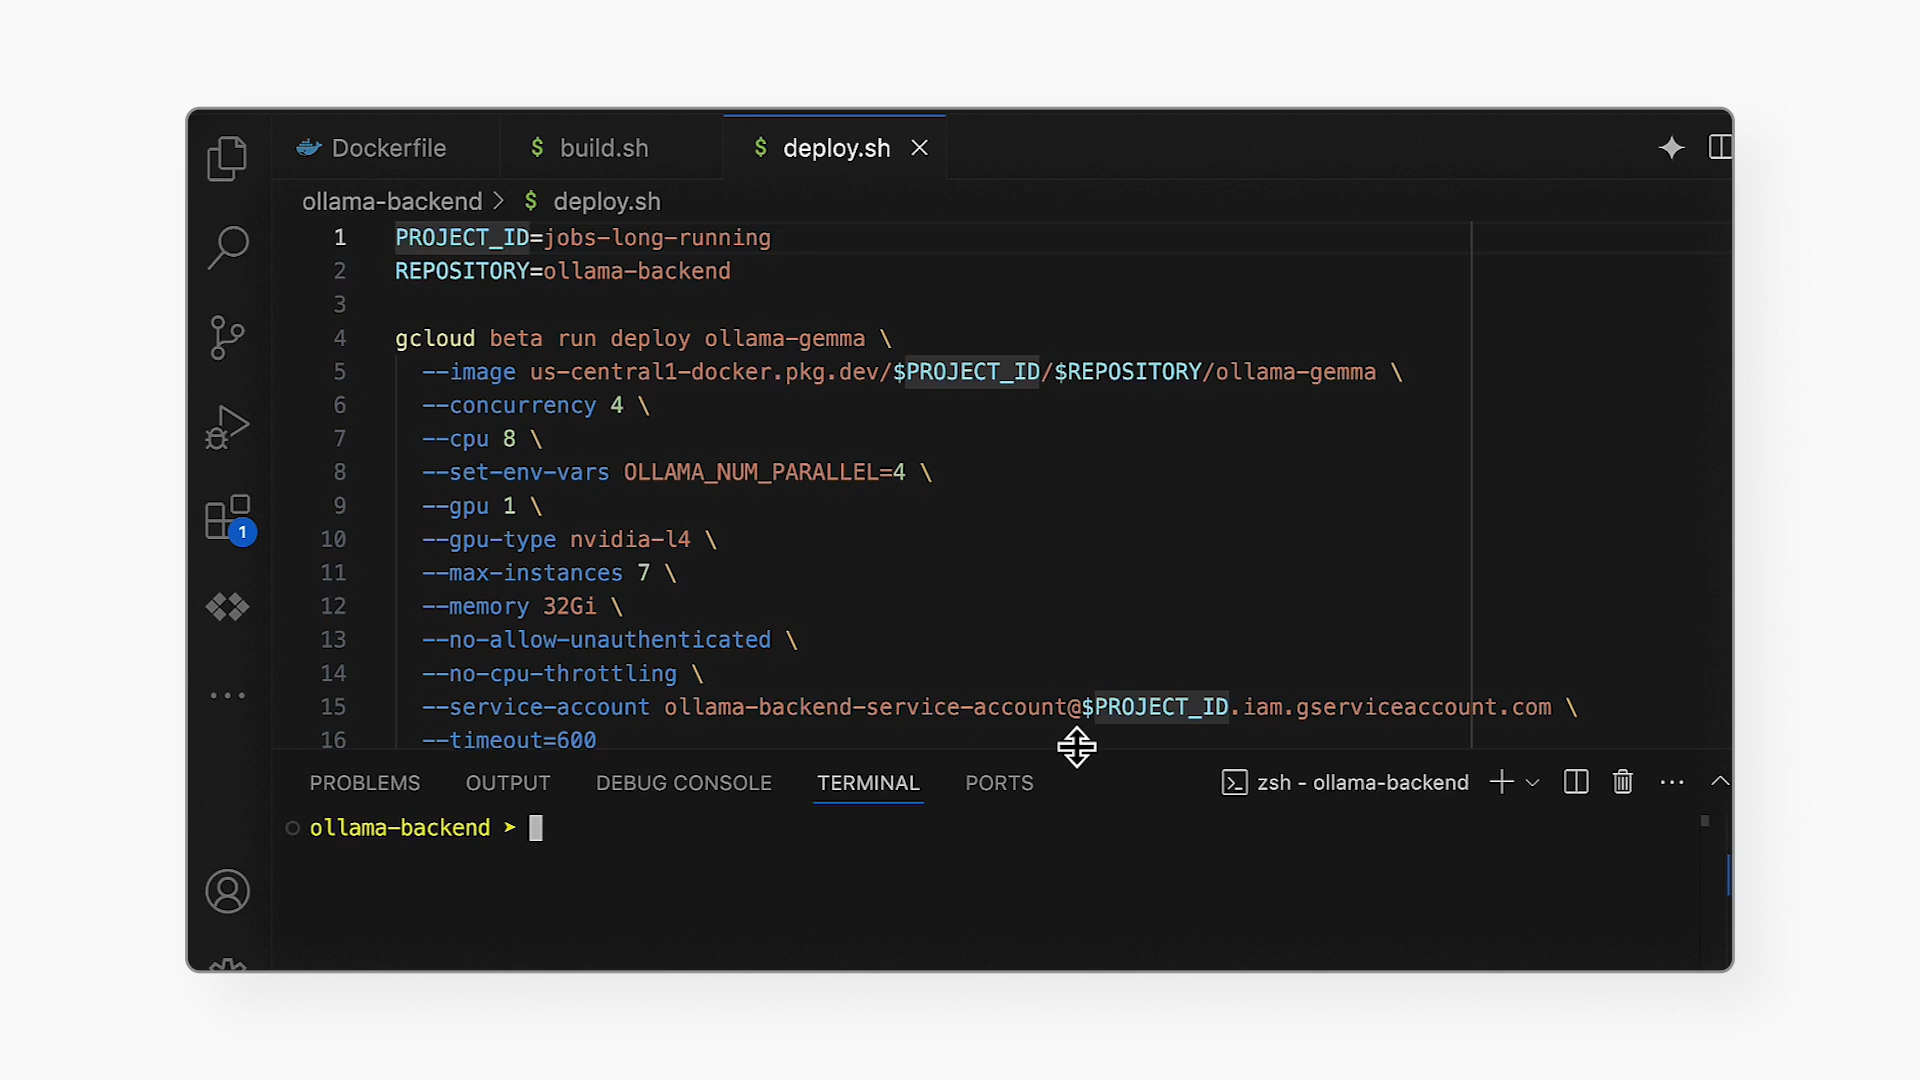 Dockerfile
$ build.sh
$ deploy.sh
ollama-backend > $ deploy.sh
1 PROJECT_ID=jobs-long-running
2 REPOSITORY=ollama-backend
3
4 gcloud beta run deploy ollama-gemma \
5 --image us-central1-docker.pkg.dev/$PROJECT_ID/$REPOSITORY/ollama-gemma \
6 --concurrency 4 \
7 --cpu 8 \
8 --set-env-vars OLLAMA_NUM_PARALLEL=4 \
9 --gpu 1 \
10 --gpu-type nvidia-l4 \
11 --max-instances 7 \
12 --memory 32Gi \
13 --no-allow-unauthenticated \
14 --no-cpu-throttling \
15 --service-account ollama-backend-service-account@$PROJECT_ID.iam.gserviceaccount.com \
16 --timeout=600
1
PROBLEMS OUTPUT DEBUG CONSOLE TERMINAL PORTS zsh - ollama-backend
ollama-backend ➤